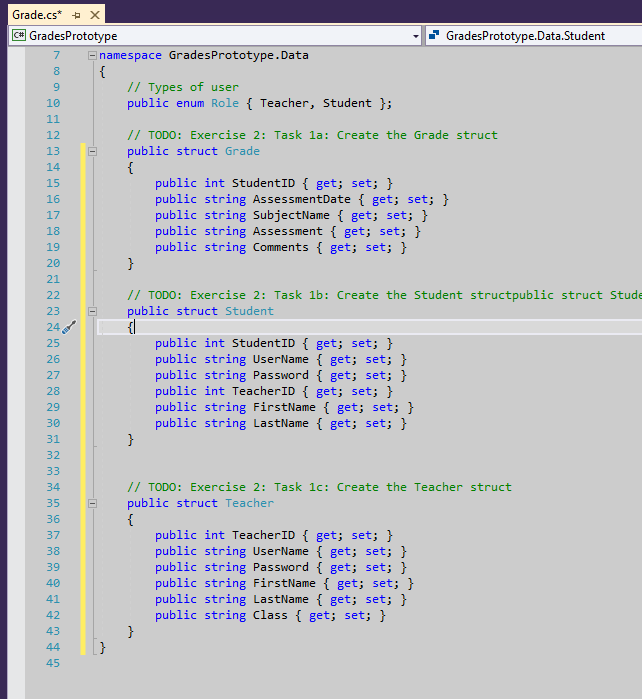 Grade.cs*
C# GradesPrototype GradesPrototype.Data.Student
7 namespace GradesPrototype.Data
8 {
9 // Types of user
10 public enum Role { Teacher, Student };
11
12 // TODO: Exercise 2: Task 1a: Create the Grade struct
13 public struct Grade
14 {
15 public int StudentID { get; set; }
16 public string AssessmentDate { get; set; }
17 public string SubjectName { get; set; }
18 public string Assessment { get; set; }
19 public string Comments { get; set; }
20 }
21
22 // TODO: Exercise 2: Task 1b: Create the Student structpublic struct Stude
23 public struct Student
24 {
25 public int StudentID { get; set; }
26 public string UserName { get; set; }
27 public string Password { get; set; }
28 public int TeacherID { get; set; }
29 public string FirstName { get; set; }
30 public string LastName { get; set; }
31 }
32
33
34 // TODO: Exercise 2: Task 1c: Create the Teacher struct
35 public struct Teacher
36 {
37 public int TeacherID { get; set; }
38 public string UserName { get; set; }
39 public string Password { get; set; }
40 public string FirstName { get; set; }
41 public string LastName { get; set; }
42 public string Class { get; set; }
43 }
44 }
45